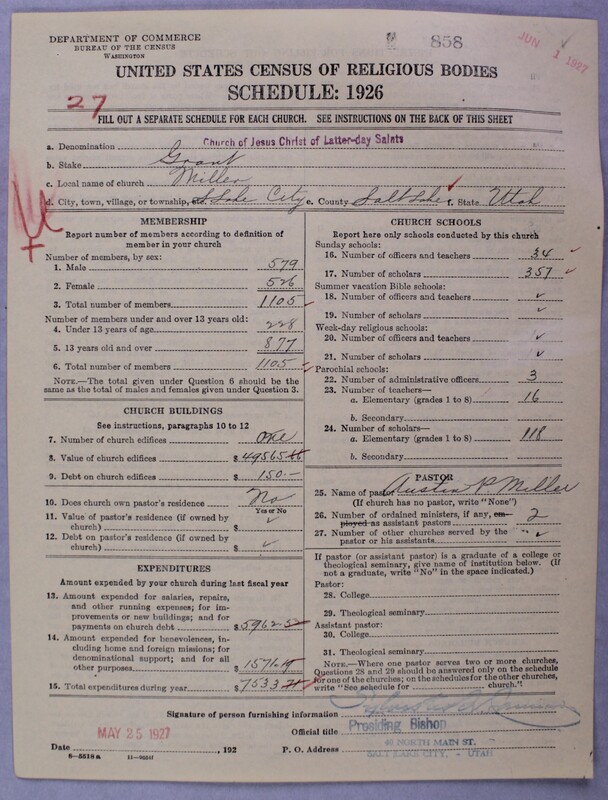 DEPARTMENT OF COMMERCE
BUREAU OF THE CENSUS
WASHINGTON
858
JUN 1 1927
UNITED STATES CENSUS OF RELIGIOUS BODIES
SCHEDULE: 1926
27
FILL OUT A SEPARATE SCHEDULE FOR EACH CHURCH. SEE INSTRUCTIONS ON THE BACK OF THIS SHEET
a. Denomination Church of Jesus Christ of Latter-day Saints
b. Stake Grant
c. Local name of church Miller
d. City, town, village, or township, S. Lake City e. County Salt Lake f. State Utah
MEMBERSHIP
Report number of members according to definition of
member in your church
Number of members, by sex:
1. Male 579
2. Female 526
3. Total number of members 1105
Number of members under and over 13 years old:
4. Under 13 years of age 228
5. 13 years old and over 877
6. Total number of members 1105
NOTE.—The total given under Question 6 should be
same as the total of males and females given under Question 3.
CHURCH BUILDINGS
See instructions, paragraphs 10 to 12
7. Number of church edifices one
8. Value of church edifices $ 49565
9. Debt on church edifices $ 150.-
10. Does church own pastor's residence No
Yes or No
11. Value of pastor's residence (if owned by
church) $ ✓
12. Debt on pastor's residence (if owned by
church) $ ✓
EXPENDITURES
Amount expended by your church during last fiscal year
13. Amount expended for salaries, repairs,
and other running expenses; for im-
provements or new buildings; and for
payments on church debt $ 5962 52
14. Amount expended for benevolences, in-
cluding home and foreign missions; for
denominational support; and for all
other purposes $ 1571 19
15. Total expenditures during year $ 7533 71
CHURCH SCHOOLS
Report here only schools conducted by this church
Sunday schools:
16. Number of officers and teachers 34
17. Number of scholars 351
Summer vacation Bible schools:
18. Number of officers and teachers ✓
19. Number of scholars ✓
Week-day religious schools:
20. Number of officers and teachers ✓
21. Number of scholars ✓
Parochial schools:
22. Number of administrative officers 3
23. Number of teachers—
a. Elementary (grades 1 to 8) 16
b. Secondary
24. Number of scholars—
a. Elementary (grades 1 to 8) 118
b. Secondary
PASTOR
25. Name of pastor Austin P. Miller
(If church has no pastor, write "None")
26. Number of ordained ministers, if any, em-
ployed as assistant pastors 2
27. Number of other churches served by the
pastor or his assistants ✓
If pastor (or assistant pastor) is a graduate of a college or
theological seminary, give name of institution below. (If
not a graduate, write "No" in the space indicated.)
Pastor:
28. College
29. Theological seminary
Assistant pastor:
30. College
31. Theological seminary
NOTE.—Where one pastor serves two or more churches,
Questions 28 and 29 should be answered only on the schedule
for one of the churches; on the schedules for the other churches,
write "See schedule for church."
Signature of person furnishing information
Official title Presiding Bishop
MAY 25 1927
Date , 192 P. O. Address 40 NORTH MAIN ST.
SALT LAKE CITY, - UTAH
8—5518a 11—9224f